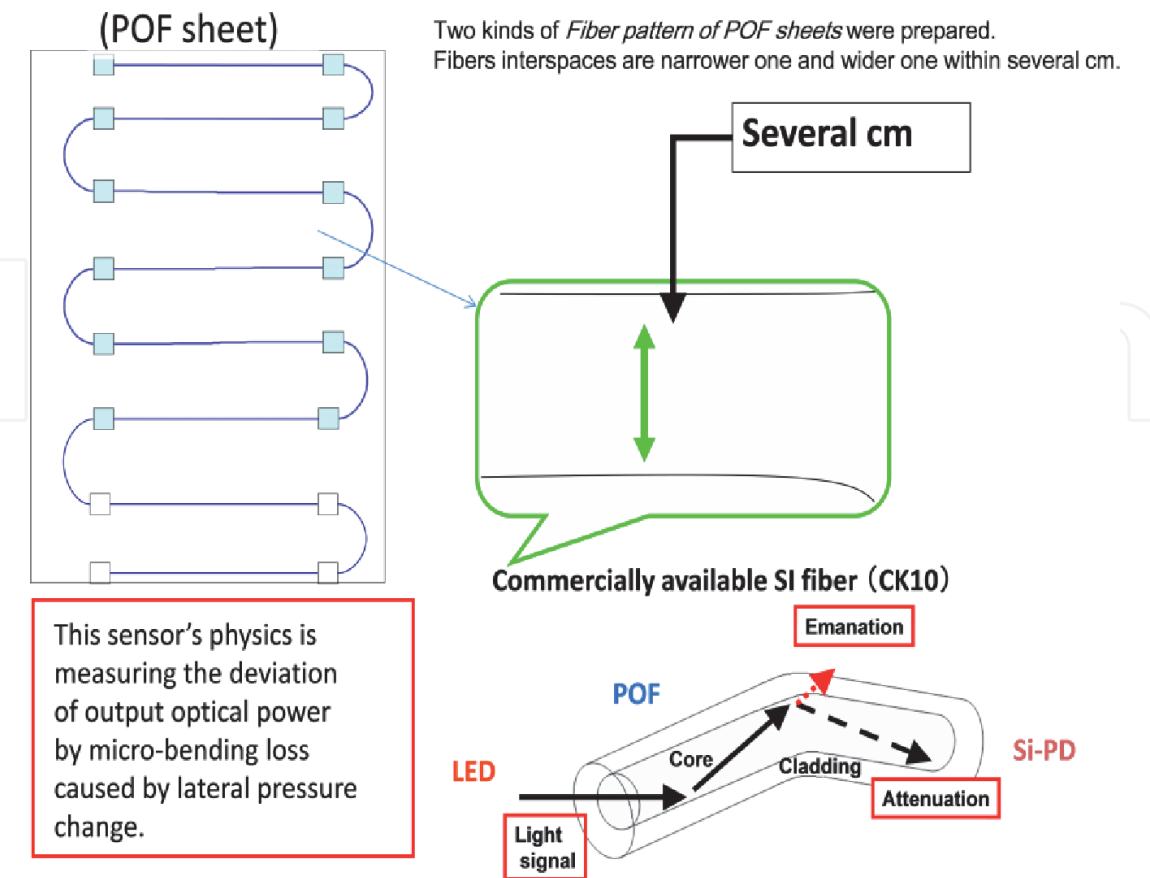 (POF sheet)
Two kinds of Fiber pattern of POF sheets were prepared.
Fibers interspaces are narrower one and wider one within several cm.
Several cm
Commercially available SI fiber（CK10）
This sensor’s physics is
measuring the deviation
of output optical power
by micro-bending loss
caused by lateral pressure
change.
Emanation
POF
Core
Cladding
Si-PD
LED
Attenuation
Light
signal